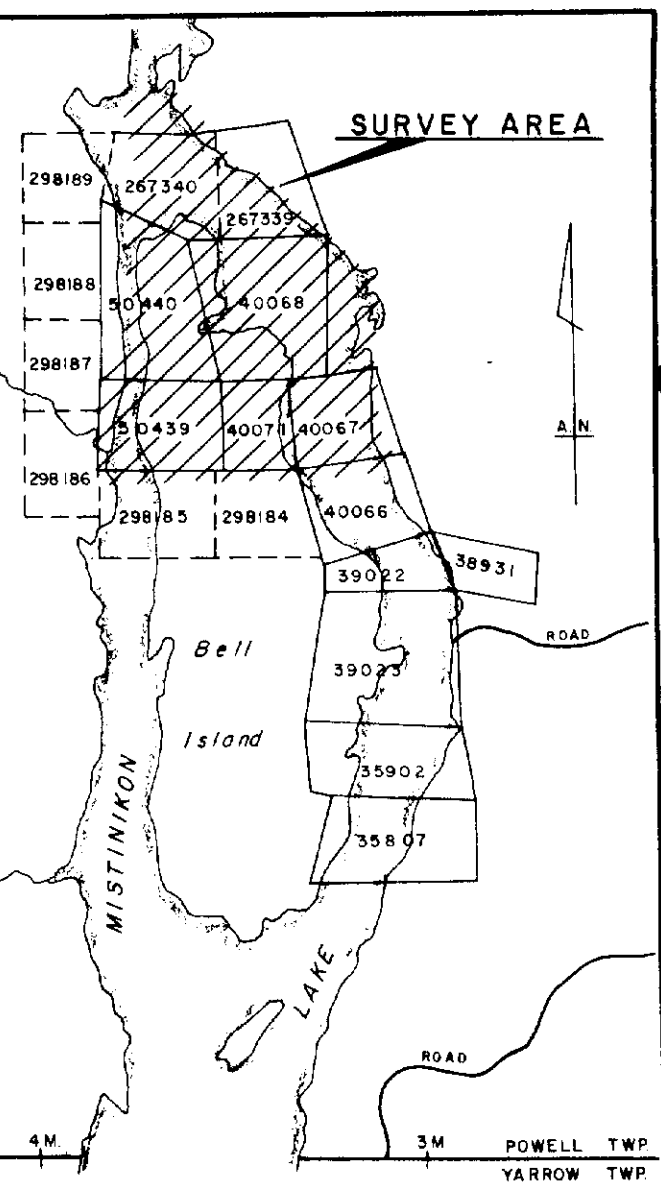 SURVEY AREA
298189
267340
267339
298188
50440
40068
298187
A.N.
50439
40071
40067
298186
298185
298184
40066
39022
38931
ROAD
Bell
39023
Island
35902
MISTINIKON
35807
LAKE
ROAD
4M.
3M
POWELL TWP.
YARROW TWP.